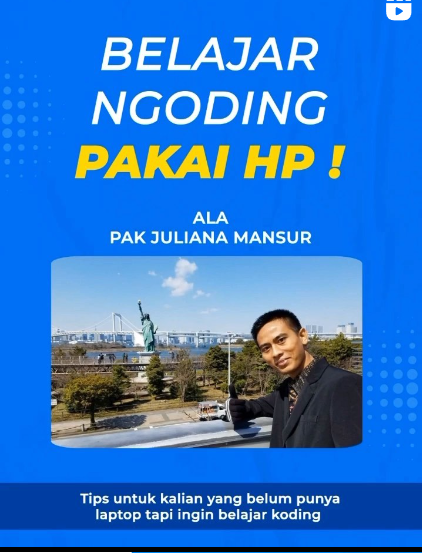 BELAJAR
NGODING
PAKAI HP !
ALA
PAK JULIANA MANSUR
Tips untuk kalian yang belum punya
laptop tapi ingin belajar koding